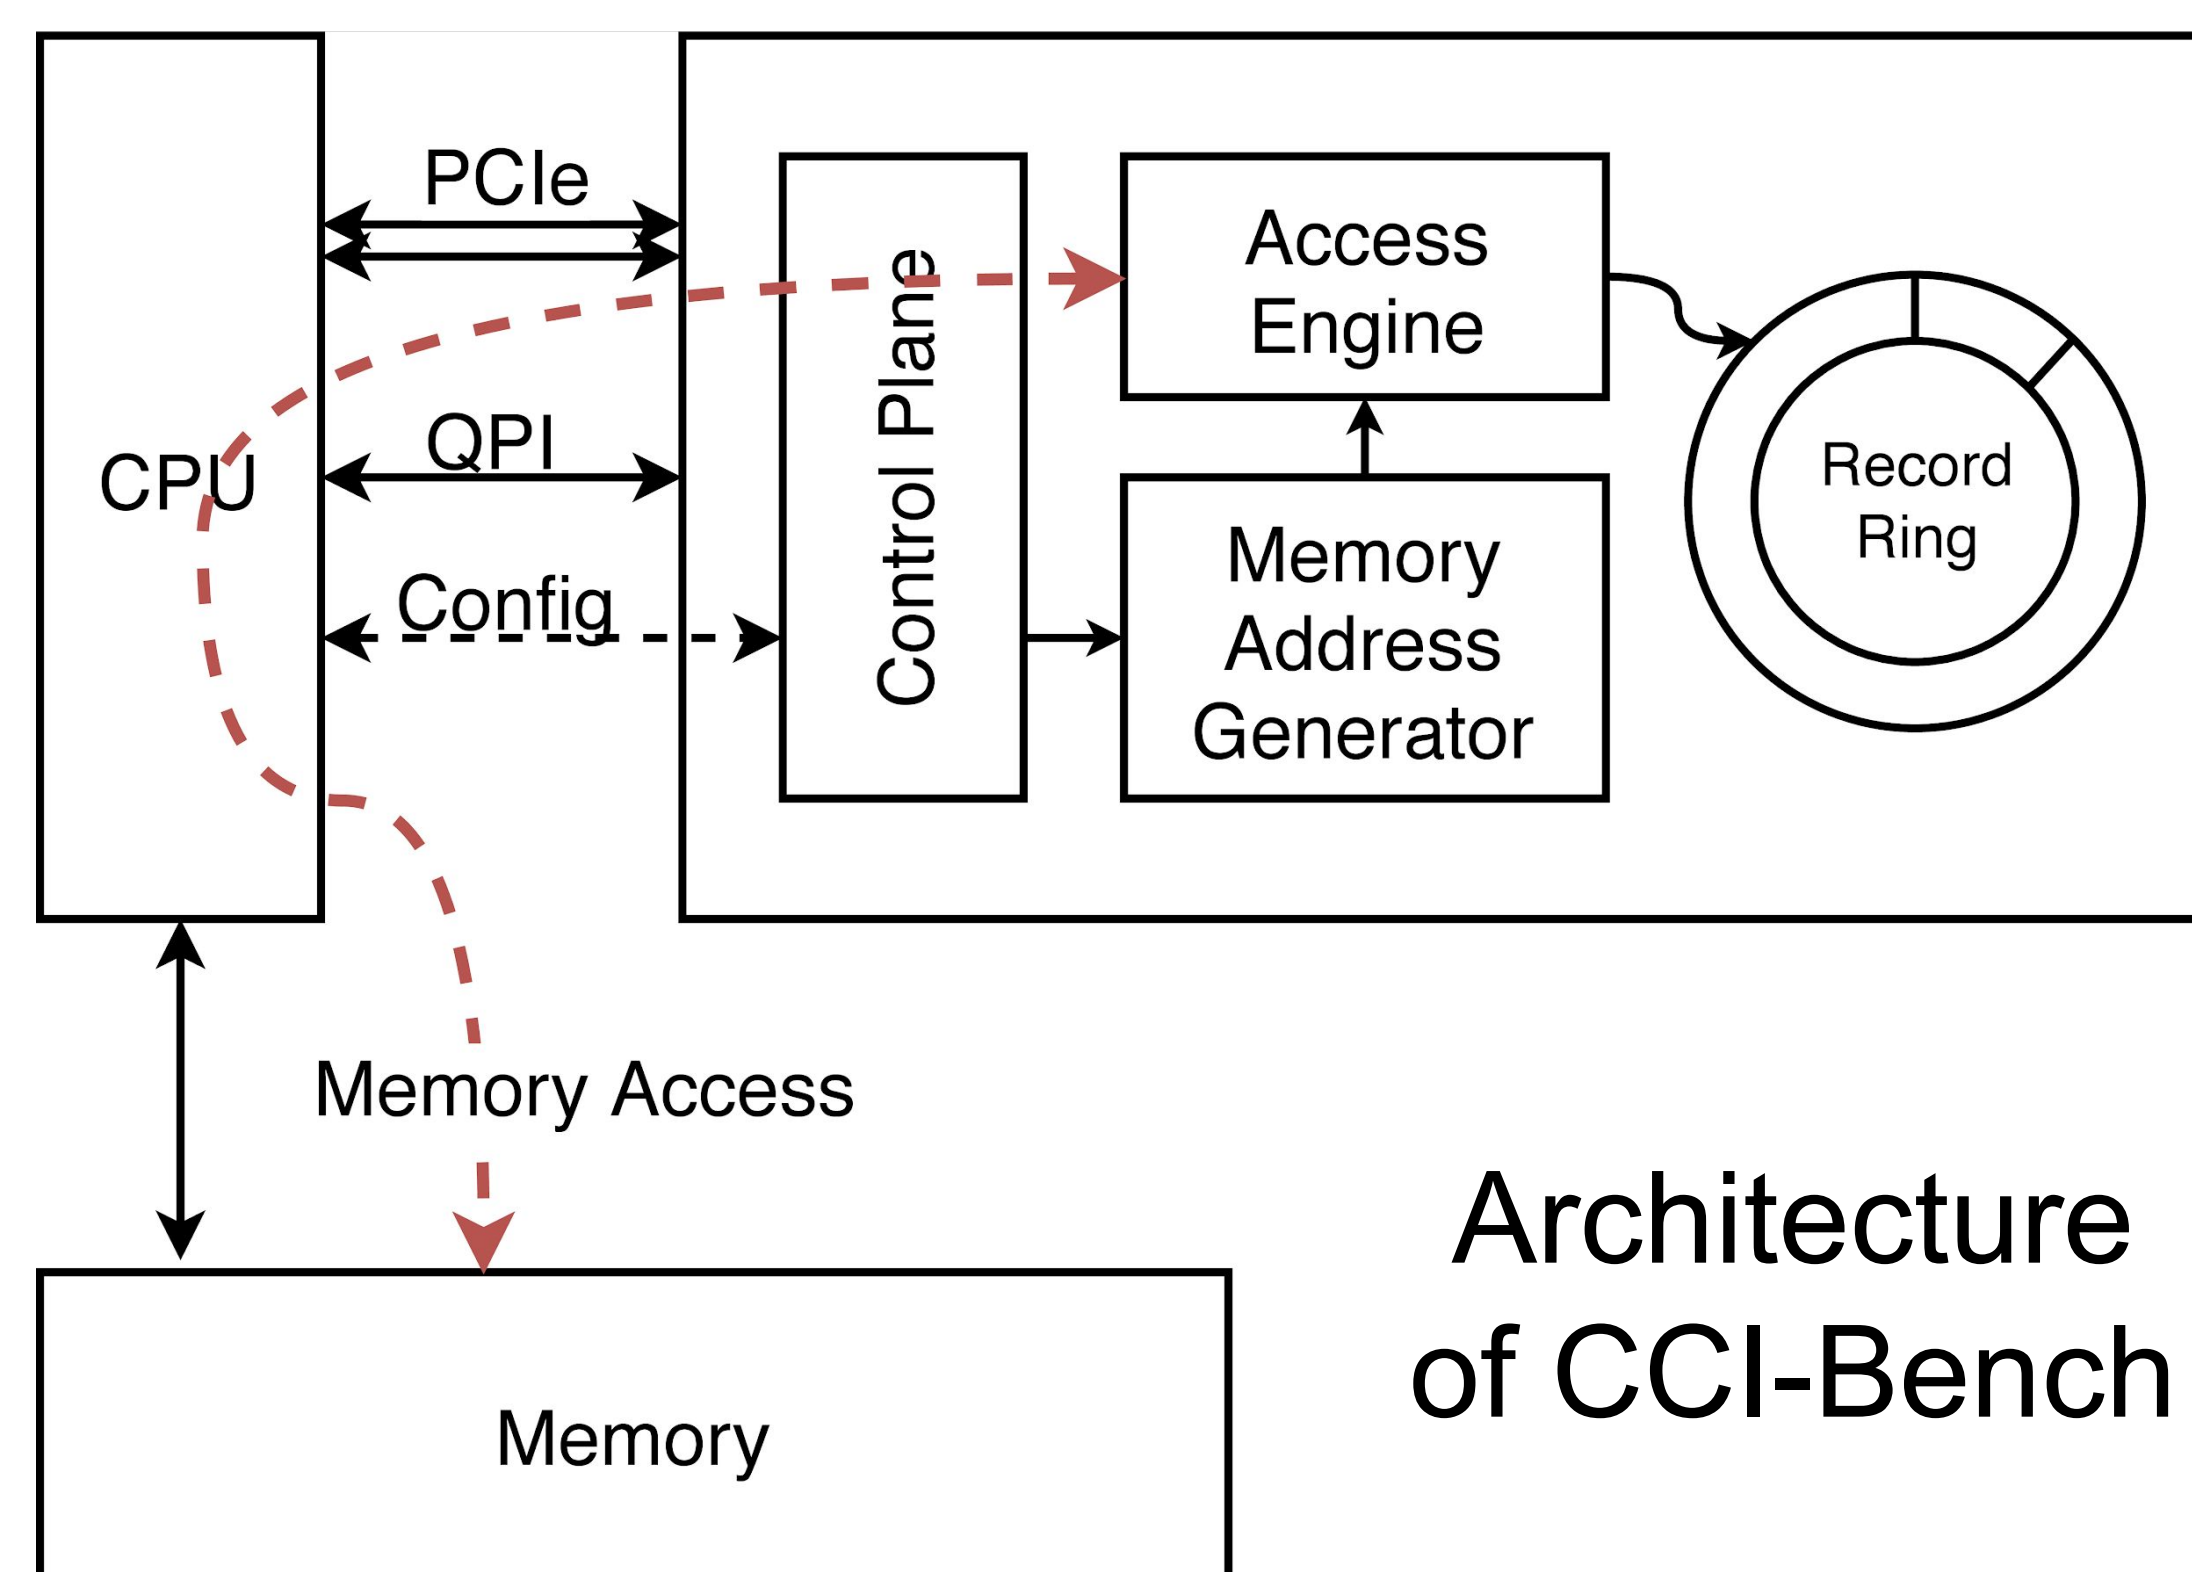 PCIe
QPI
CPU
Config
Control Plane
Access
Engine
Memory
Address
Generator
Record
Ring
Memory Access
Memory
Architecture
of CCI-Bench